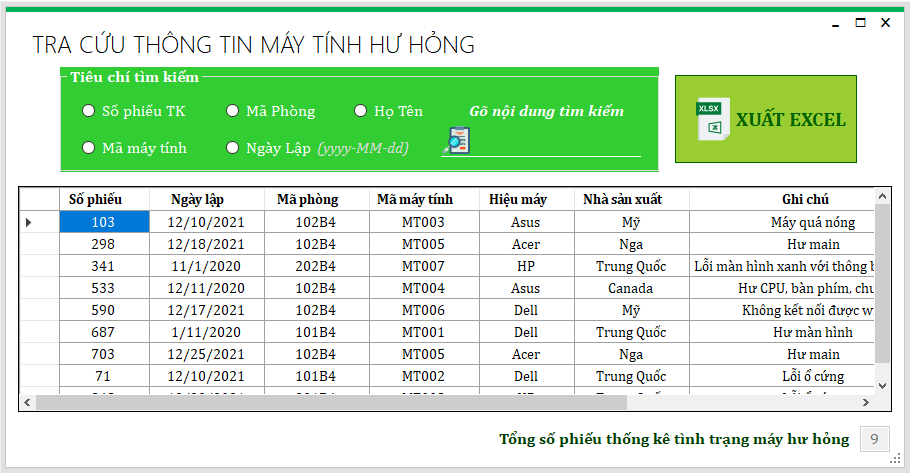 TRA CỨU THÔNG TIN MÁY TÍNH HƯ HỎNG
Tiêu chí tìm kiếm
Số phiếu TK Mã Phòng Họ Tên Gõ nội dung tìm kiếm
Mã máy tính Ngày Lập (yyyy-MM-dd)
XLSX
XUẤT EXCEL
Số phiếu Ngày lập Mã phòng Mã máy tính Hiệu máy Nhà sản xuất Ghi chú
103 12/10/2021 102B4 MT003 Asus Mỹ Máy quá nóng
298 12/18/2021 102B4 MT005 Acer Nga Hư main
341 11/1/2020 202B4 MT007 HP Trung Quốc Lỗi màn hình xanh với thông
533 12/11/2020 102B4 MT004 Asus Canada Hư CPU, bàn phím,
590 12/17/2021 102B4 MT006 Dell Mỹ Không kết nối được
687 1/11/2020 101B4 MT001 Dell Trung Quốc Hư màn hình
703 12/25/2021 102B4 MT005 Acer Nga Hư main
71 12/10/2021 101B4 MT002 Dell Trung Quốc Lỗi ổ cứng
Tổng số phiếu thống kê tình trạng máy hư hỏng 9